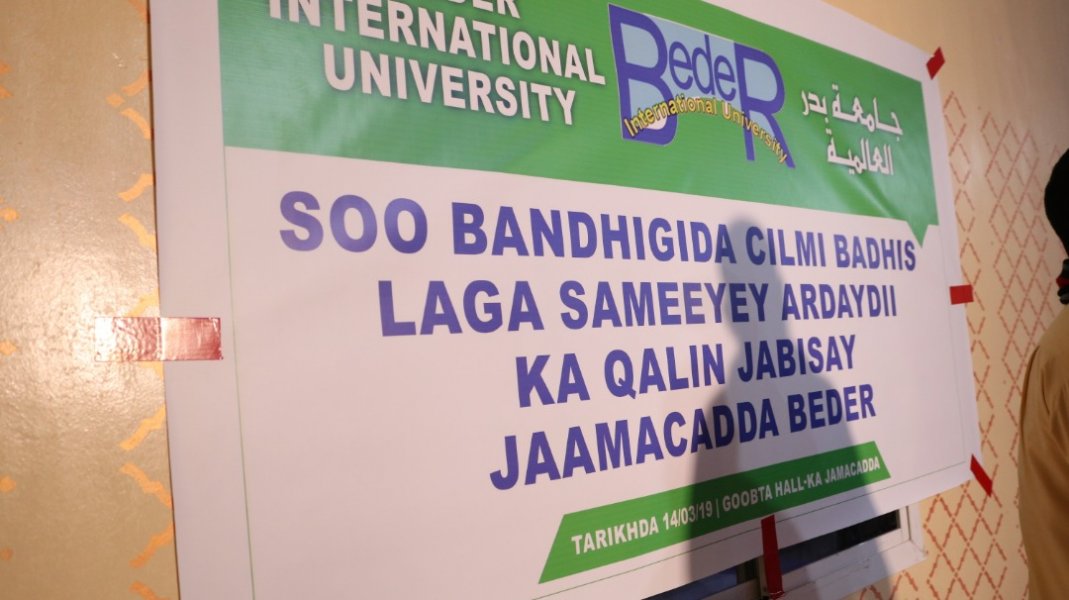 INTERNATIONAL
UNIVERSITY
BedeR
International University
جامعة بدر
العالمية
SOO BANDHIGIDA CILMI BADHIS
LAGA SAMEEYEY ARDAYDII
KA QALIN JABISAY
JAAMACADDA BEDER
TARIKHDA 14/03/19 | GOOBTA HALL-KA JAMACADDA